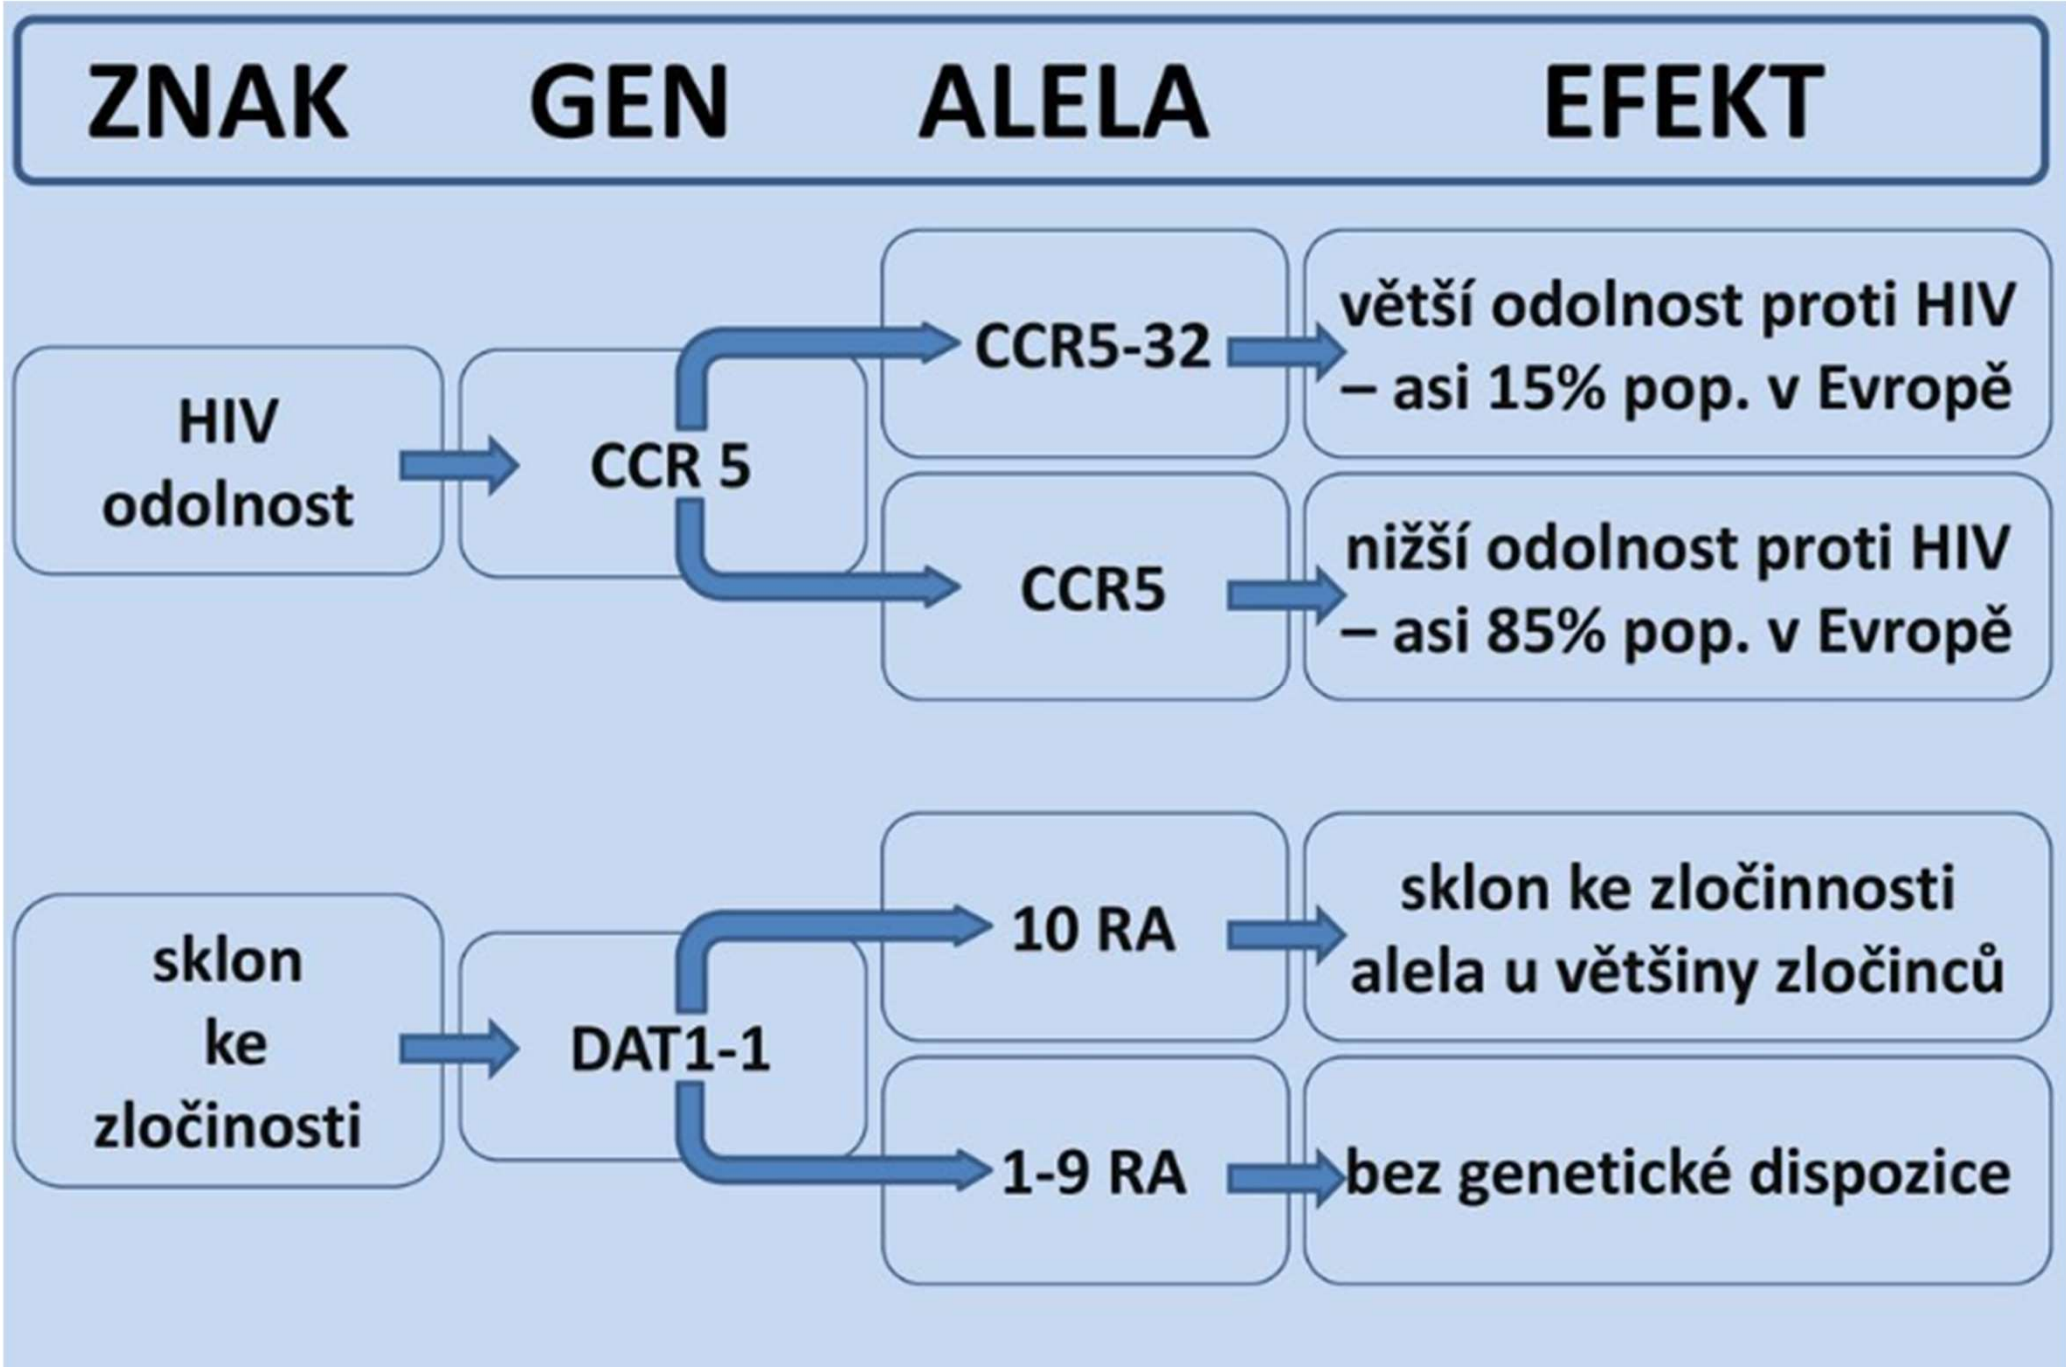 ZNAK GEN ALELA EFEKT
HIV
odolnost
CCR 5
CCR5-32
větší odolnost proti HIV
– asi 15% pop. v Evropě
CCR5
nižší odolnost proti HIV
– asi 85% pop. v Evropě
sklon
ke
zločinosti
DAT1-1
10 RA
sklon ke zločinnosti
alela u většiny zločinců
1-9 RA
bez genetické dispozice